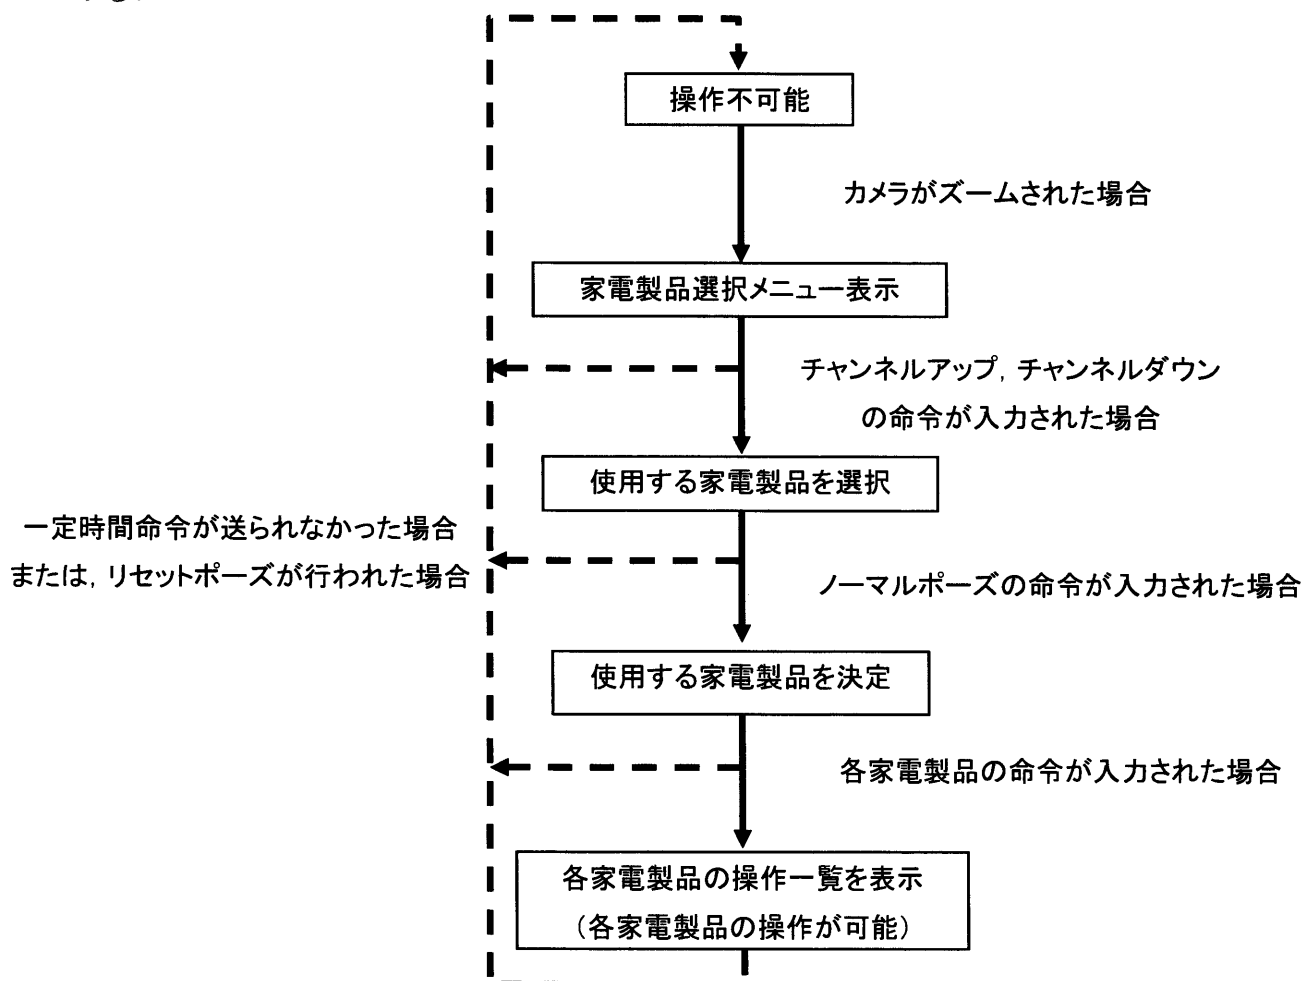 操作不可能
カメラがズームされた場合
家電製品選択メニュー表示
チャンネルアップ, チャンネルダウン
の命令が入力された場合
使用する家電製品を選択
一定時間命令が送られなかった場合
または, リセットポーズが行われた場合
ノーマルポーズの命令が入力された場合
使用する家電製品を決定
各家電製品の命令が入力された場合
各家電製品の操作一覧を表示
(各家電製品の操作が可能)